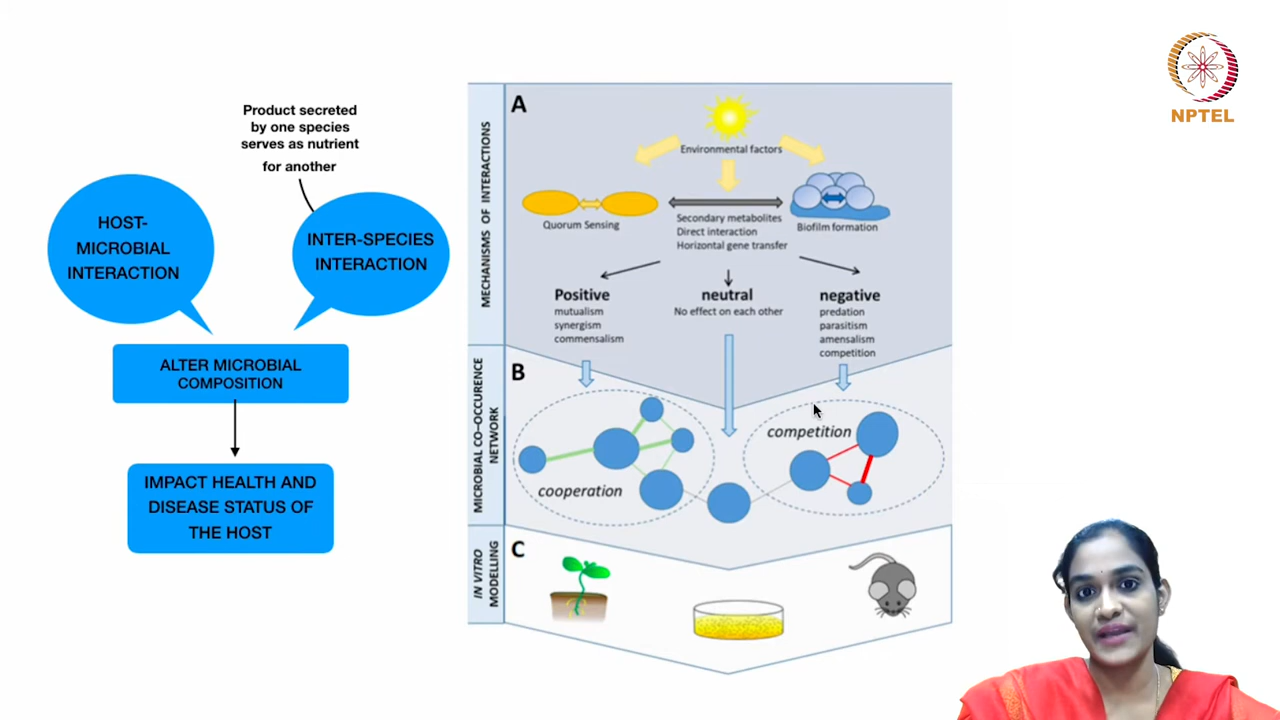 NPTEL
Product secreted
by one species
serves as nutrient
for another
HOST-
MICROBIAL
INTERACTION
INTER-SPECIES
INTERACTION
ALTER MICROBIAL
COMPOSITION
IMPACT HEALTH AND
DISEASE STATUS OF
THE HOST
MECHANISMS OF INTERACTIONS
A
Environmental factors
Quorum Sensing
Secondary metabolites
Direct interaction
Horizontal gene transfer
Biofilm formation
Positive
mutualism
synergism
commensalism
neutral
No effect on each other
negative
predation
parasitism
amensalism
competition
MICROBIAL CO-OCCURENCE
NETWORK
B
cooperation
competition
IN VITRO
MODELLING
C